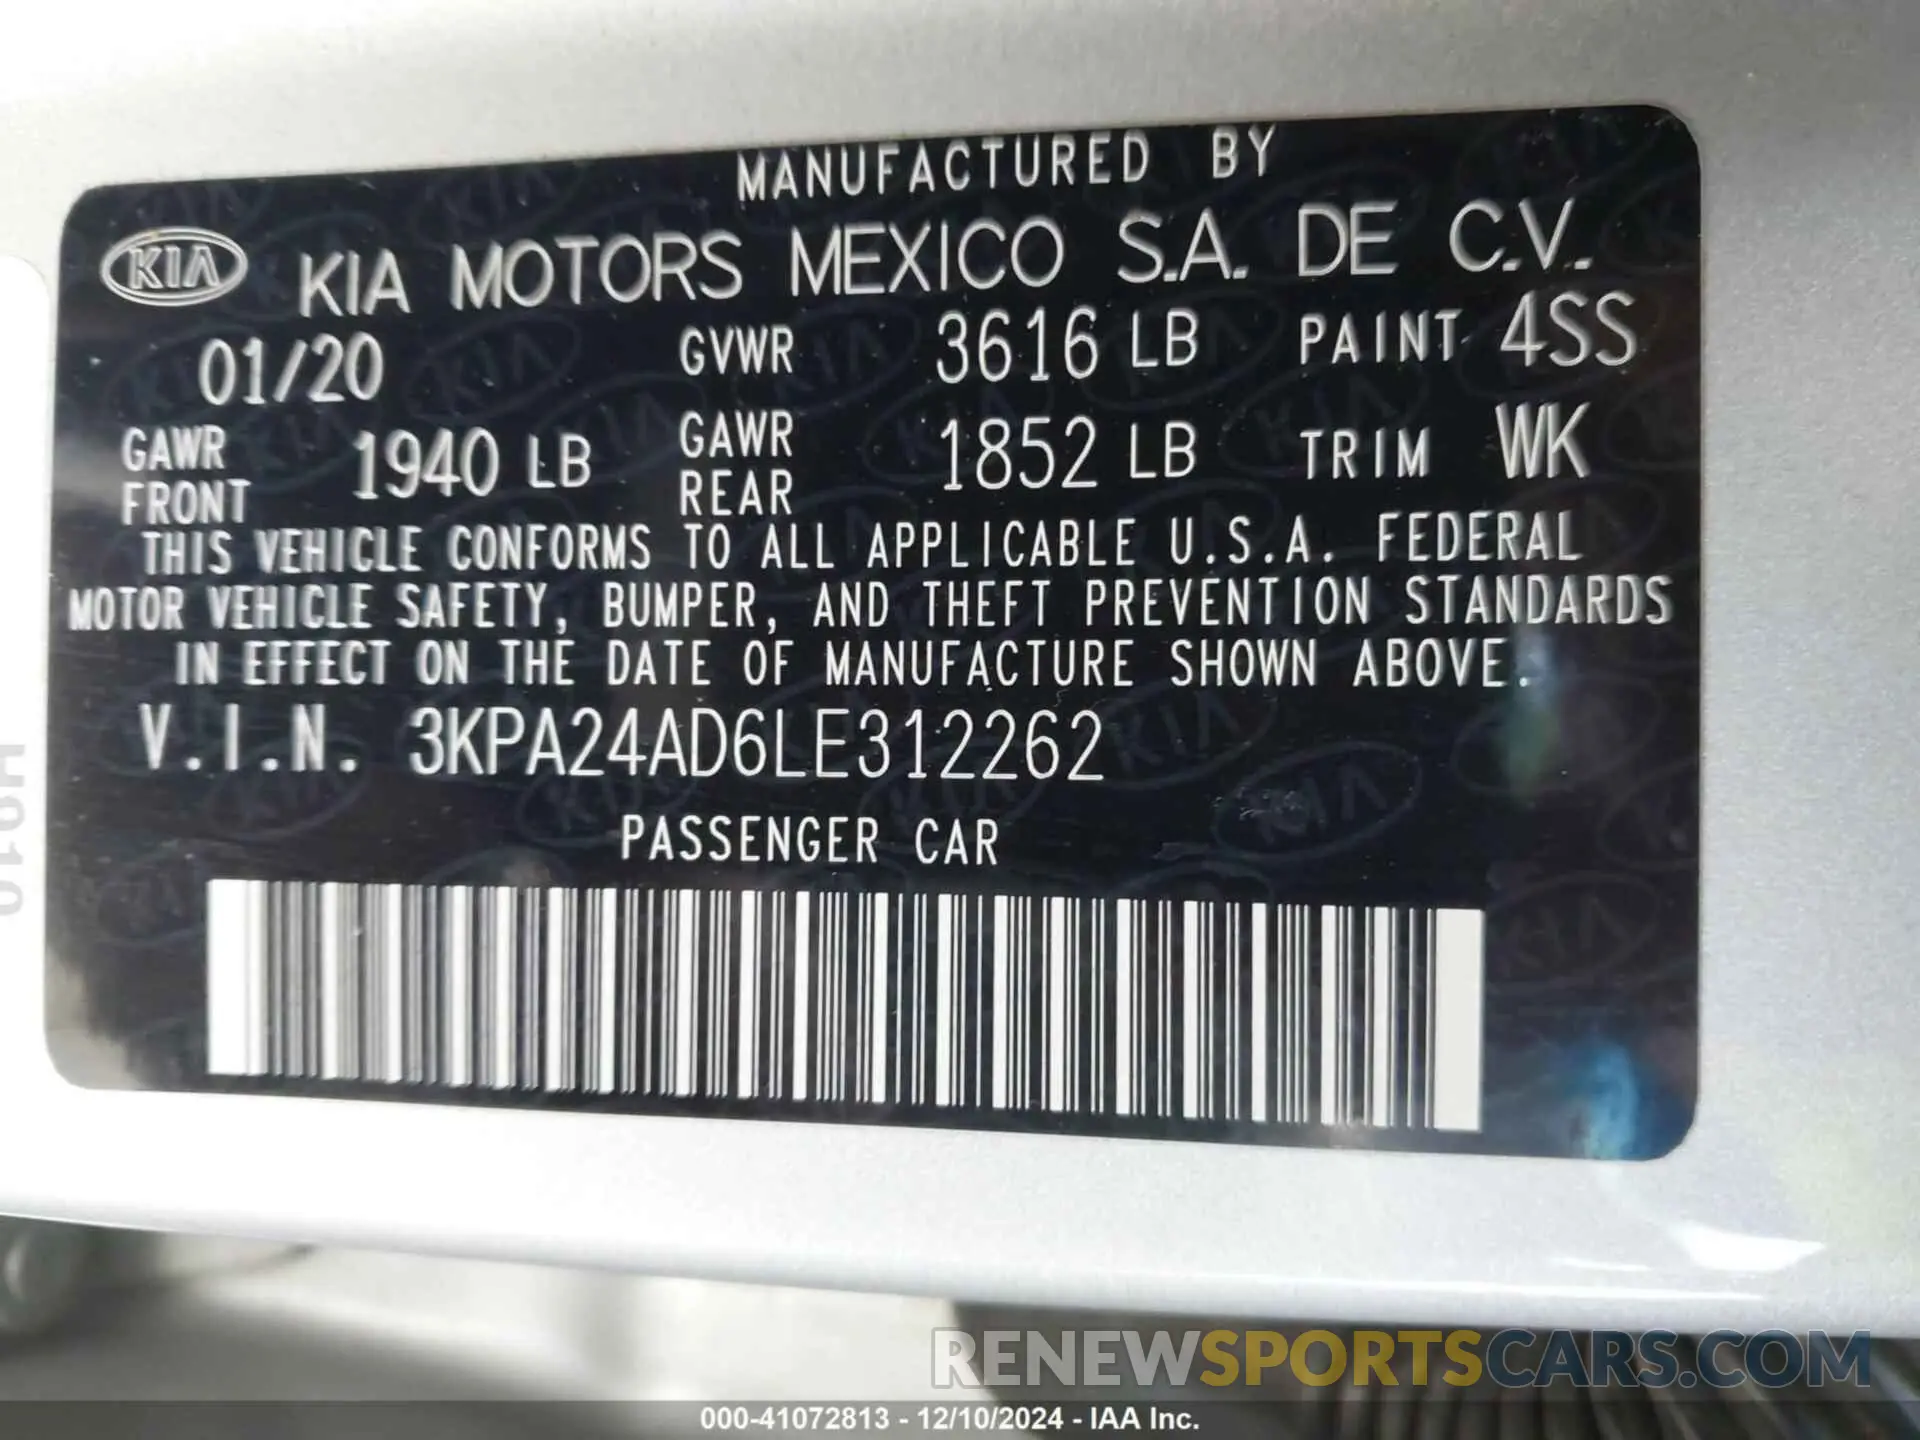 MANUFACTURED BY
KIA KIA MOTORS MEXICO S.A. DE C.V.
01/20 GVWR 3616 LB PAINT 4SS
GAWR FRONT 1940 LB GAWR REAR 1852 LB TRIM WK
THIS VEHICLE CONFORMS TO ALL APPLICABLE U.S.A. FEDERAL
MOTOR VEHICLE SAFETY, BUMPER, AND THEFT PREVENTION STANDARDS
IN EFFECT ON THE DATE OF MANUFACTURE SHOWN ABOVE.
V.I.N. 3KPA24AD6LE312262
PASSENGER CAR
RENEWSPORTSCARS.COM
000-41072813 - 12/10/2024 - IAA Inc.